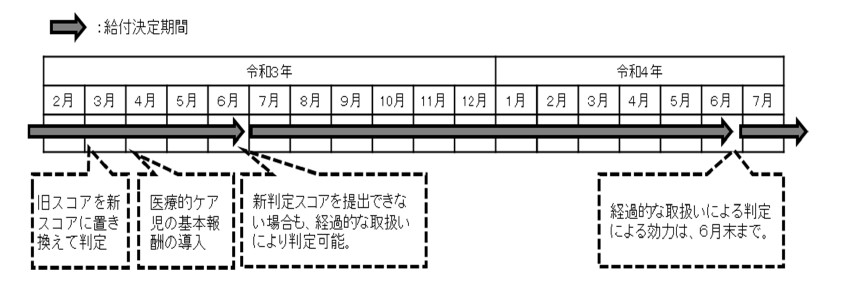 :給付決定期間
令和3年 令和4年
2月 3月 4月 5月 6月 7月 8月 9月 10月 11月 12月 1月 2月 3月 4月 5月 6月 7月
旧スコアを新
スコアに置き
換えて判定
医療的ケア
児の基本報
酬の導入
新判定スコアを提出できな
い場合も、経過的な取扱い
により判定可能。
経過的な取扱いによる判定
による効力は、6月末まで。